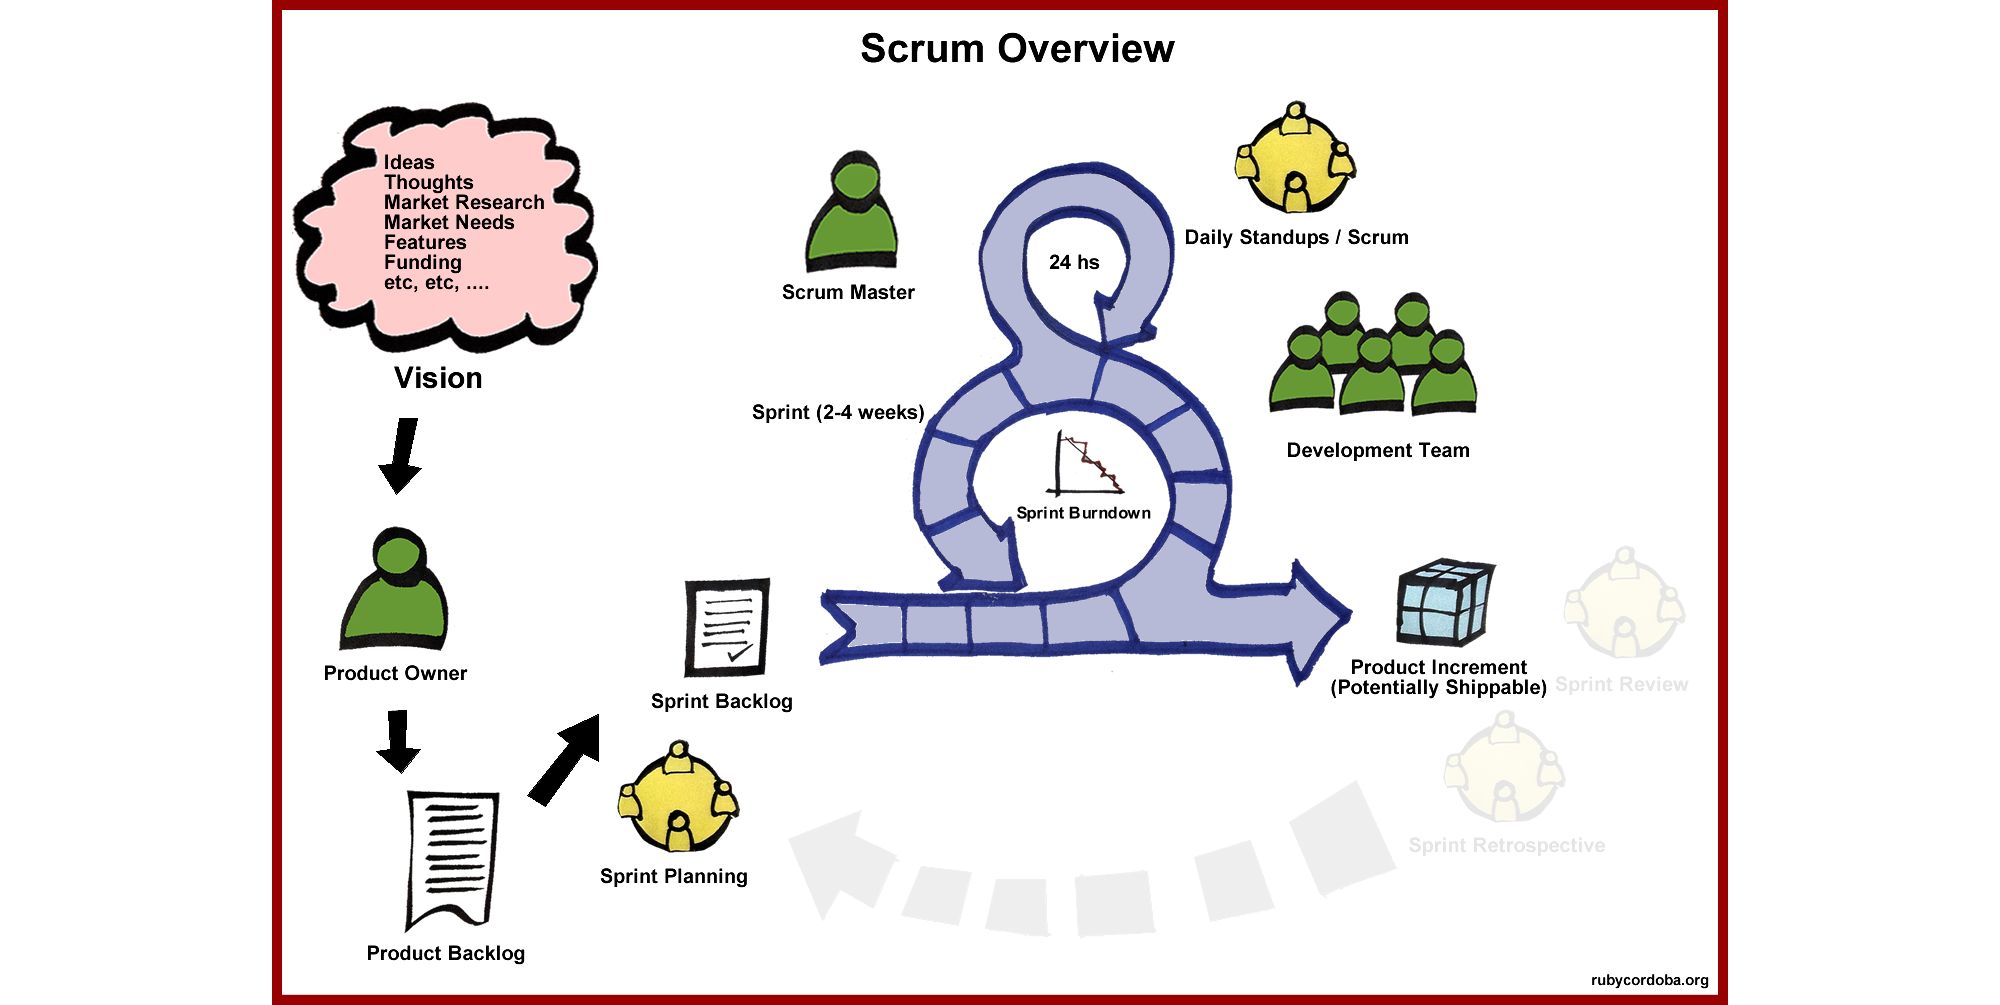 Scrum Overview
Ideas
Thoughts
Market Research
Market Needs
Features
Funding
etc, etc, ....
Vision
Product Owner
Product Backlog
Sprint Planning
Sprint Backlog
Scrum Master
Sprint (2-4 weeks)
24 hs
Sprint Burndown
Daily Standups / Scrum
Development Team
Product Increment
(Potentially Shippable)
Sprint Review
Sprint Retrospective
rubycordoba.org